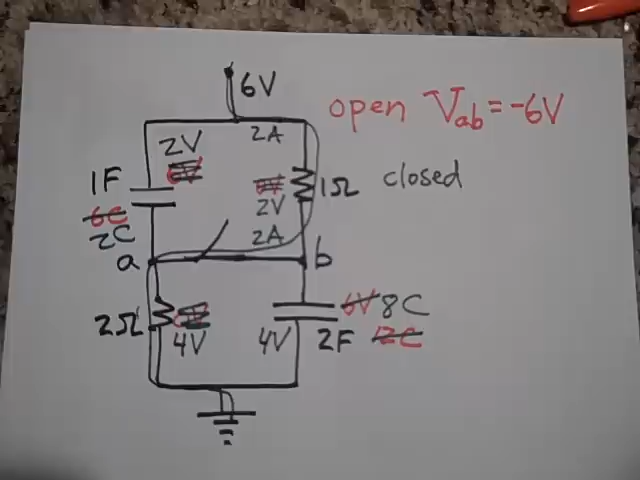 6V
open Vab = -6V
2V
2A
1F
1Ω
closed
6C
2V
2C
2A
a
b
6V
8C
2Ω
4V
4V
2F
12C